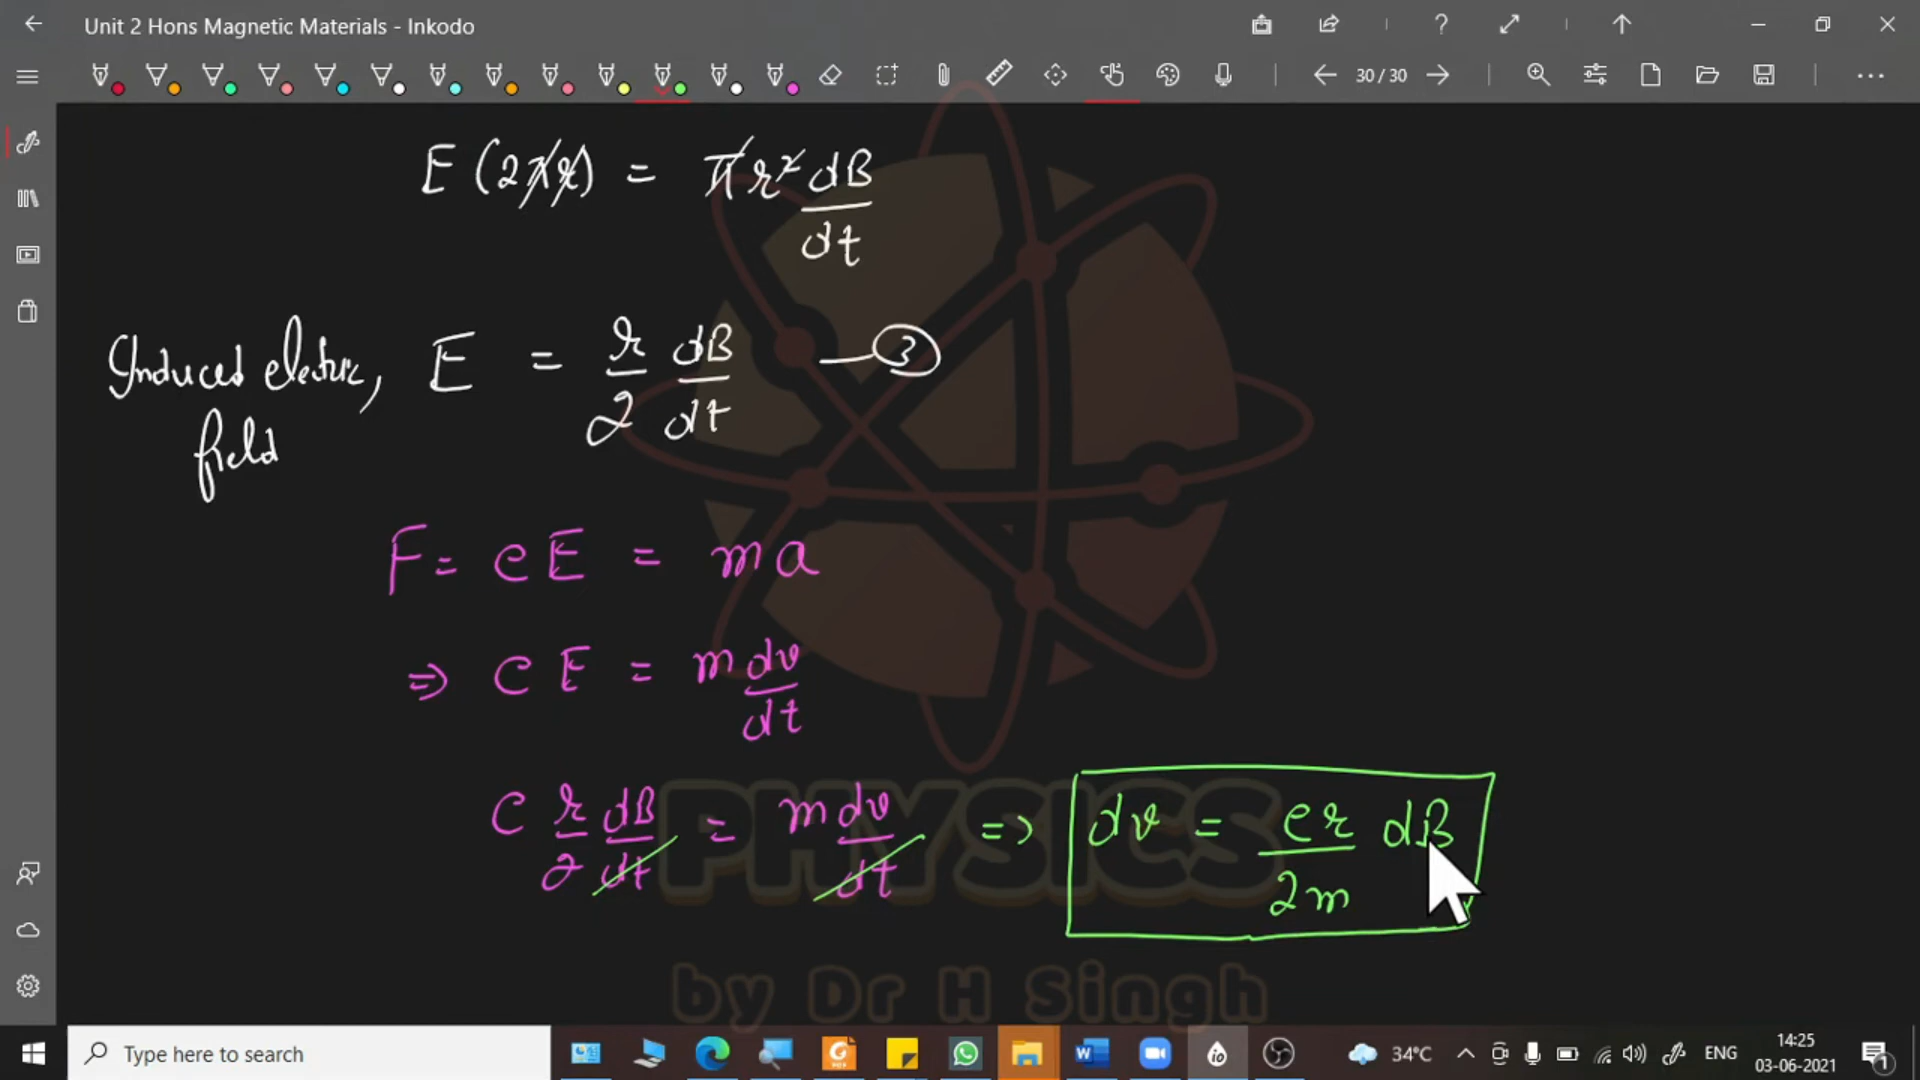 Unit 2 Hons Magnetic Materials - Inkodo
30 / 30
E (2πr) = πr² dB/dt
Induced electric field, E = r/2 dB/dt — ③
F = eE = ma
⇒ eE = m dv/dt
e r/2 dB/dt = m dv/dt ⇒ dv = er/2m dB
PHYSICS
by Dr H Singh
Type here to search
34°C
ENG
14:25
03-06-2021
1